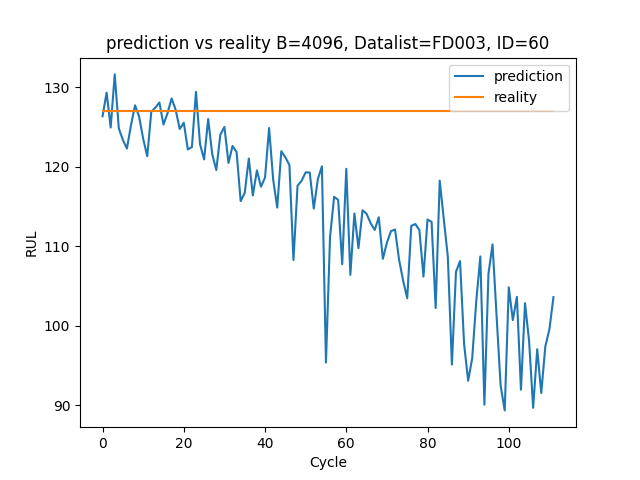 prediction vs reality B=4096, Datalist=FD003, ID=60
prediction
reality
RUL
130
120
110
100
90
0 20 40 60 80 100
Cycle